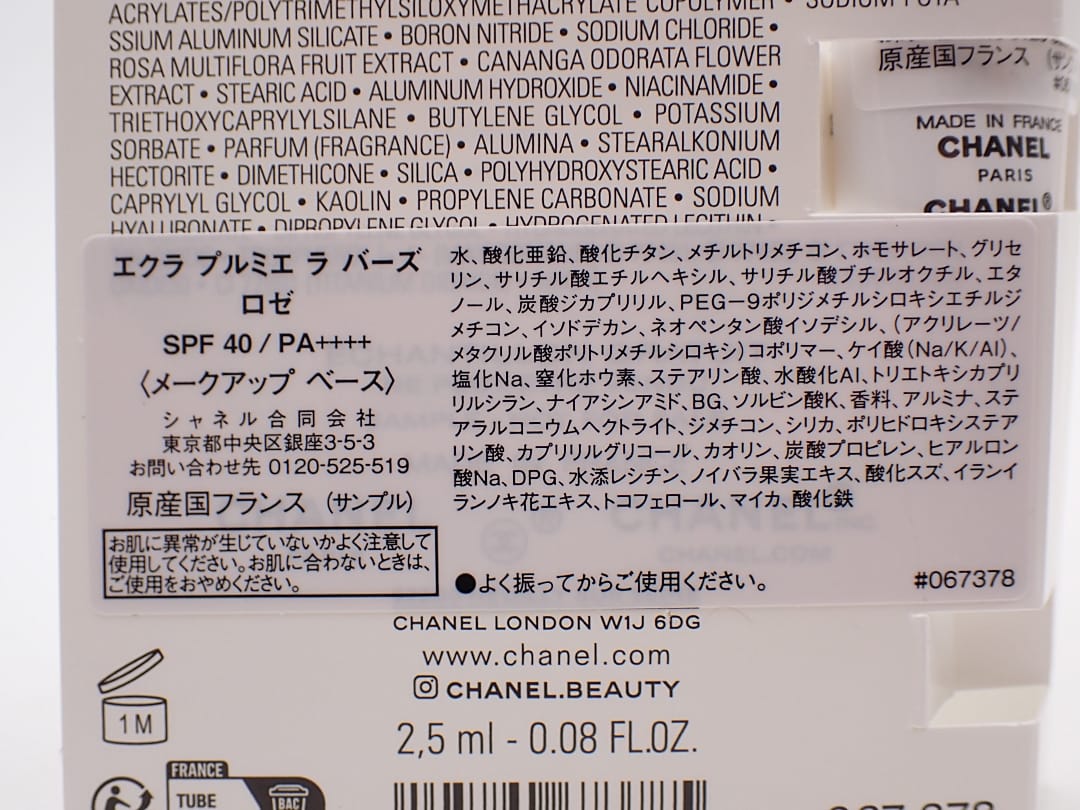 ACRYLATES/POLYTRIMETHYLSILOXYMETHACRYLATE COPOLYMER • SODIUM POTA
SSIUM ALUMINUM SILICATE • BORON NITRIDE • SODIUM CHLORIDE •
ROSA MULTIFLORA FRUIT EXTRACT • CANANGA ODORATA FLOWER
EXTRACT • STEARIC ACID • ALUMINUM HYDROXIDE • NIACINAMIDE •
TRIETHOXYCAPRYLYLSILANE • BUTYLENE GLYCOL • POTASSIUM
SORBATE • PARFUM (FRAGRANCE) • ALUMINA • STEARALKONIUM
HECTORITE • DIMETHICONE • SILICA • POLYHYDROXYSTEARIC ACID •
CAPRYLYL GLYCOL • KAOLIN • PROPYLENE CARBONATE • SODIUM
HYALURONATE • DIPROPYLENE GLYCOL • HYDROGENATED LECITHIN •
原産国フランス (サン
MADE IN FRANCE
CHANEL
PARIS
CHANEL®
エクラ プルミエ ラ バーズ
ロゼ
SPF 40 / PA++++
〈メークアップ ベース〉
シャネル合同会社
東京都中央区銀座3-5-3
お問い合わせ先 0120-525-519
原産国フランス (サンプル)
お肌に異常が生じていないかよく注意して
使用してください。お肌に合わないときは、
ご使用をおやめください。
水、酸化亜鉛、酸化チタン、メチルトリメチコン、ホモサレート、グリセ
リン、サリチル酸エチルヘキシル、サリチル酸ブチルオクチル、エタ
ノール、炭酸ジカプリリル、PEG－9ポリジメチルシロキシエチルジ
メチコン、イソドデカン、ネオペンタン酸イソデシル、（アクリレーツ/
メタクリル酸ポリトリメチルシロキシ）コポリマー、ケイ酸（Na/K/Al）、
塩化Na、窒化ホウ素、ステアリン酸、水酸化Al、トリエトキシカプリ
リルシラン、ナイアシンアミド、BG、ソルビン酸K、香料、アルミナ、ステ
アラルコニウムヘクトライト、ジメチコン、シリカ、ポリヒドロキシステア
リン酸、カプリリルグリコール、カオリン、炭酸プロピレン、ヒアルロン
酸Na、DPG、水添レシチン、ノイバラ果実エキス、酸化スズ、イランイ
ランノキ花エキス、トコフェロール、マイカ、酸化鉄
●よく振ってからご使用ください。
#067378
CHANEL LONDON W1J 6DG
www.chanel.com
CHANEL.BEAUTY
1M
2,5 ml - 0.08 FL.OZ.
FRANCE
TUBE
BAC